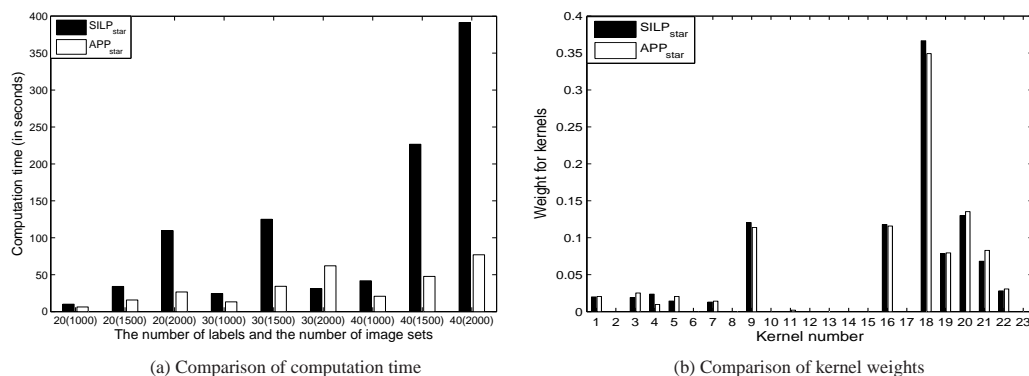 400
350
300
250
200
150
100
50
0
Computation time (in seconds)
SILP_star
APP_star
20(1000) 20(1500) 20(2000) 30(1000) 30(1500) 30(2000) 40(1000) 40(1500) 40(2000)
The number of labels and the number of image sets
(a) Comparison of computation time
0.4
0.35
0.3
0.25
0.2
0.15
0.1
0.05
0
Weight for kernels
SILP_star
APP_star
1 2 3 4 5 6 7 8 9 10 11 12 13 14 15 16 17 18 19 20 21 22 23
Kernel number
(b) Comparison of kernel weights